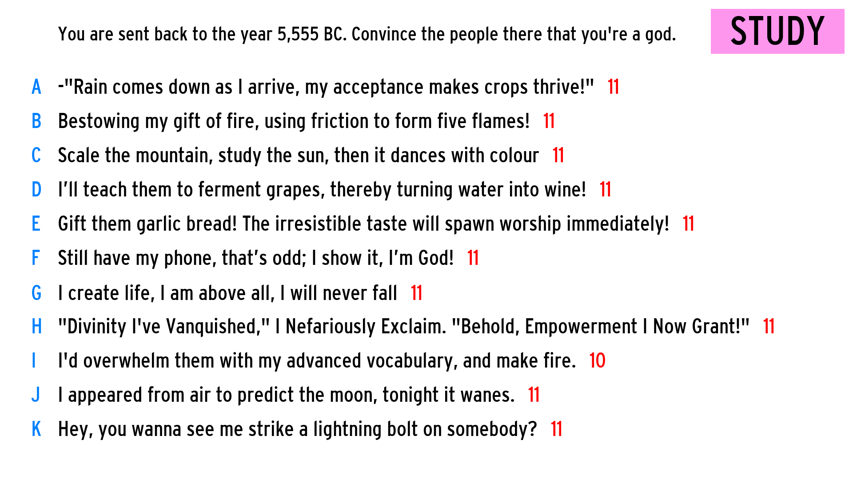 You are sent back to the year 5,555 BC. Convince the people there that you're a god.
STUDY
A -"Rain comes down as I arrive, my acceptance makes crops thrive!" 11
B Bestowing my gift of fire, using friction to form five flames! 11
C Scale the mountain, study the sun, then it dances with colour 11
D I’ll teach them to ferment grapes, thereby turning water into wine! 11
E Gift them garlic bread! The irresistible taste will spawn worship immediately! 11
F Still have my phone, that’s odd; I show it, I’m God! 11
G I create life, I am above all, I will never fall 11
H "Divinity I've Vanquished," I Nefariously Exclaim. "Behold, Empowerment I Now Grant!" 11
I I'd overwhelm them with my advanced vocabulary, and make fire. 10
J I appeared from air to predict the moon, tonight it wanes. 11
K Hey, you wanna see me strike a lightning bolt on somebody? 11